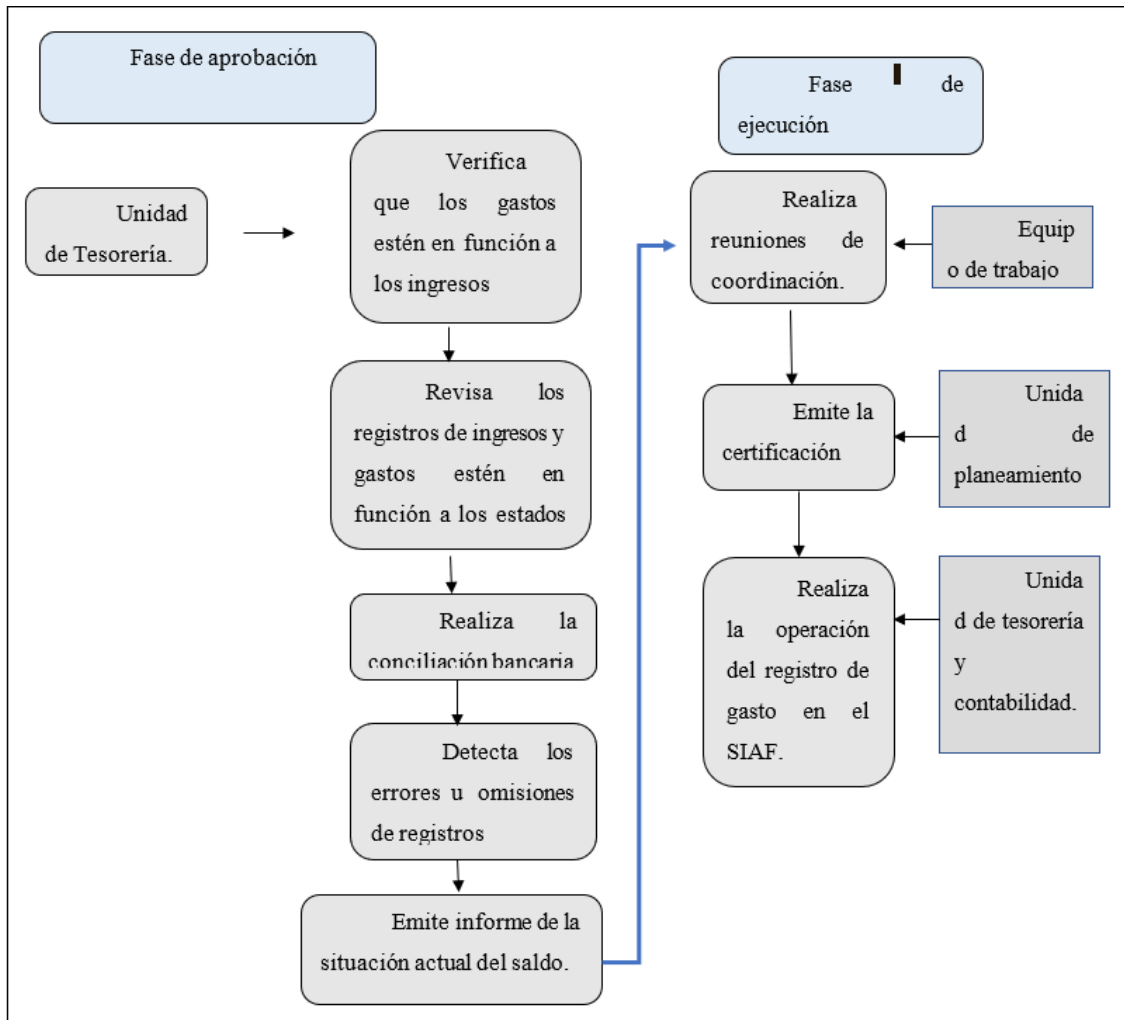 Fase de aprobación
Unidad
de Tesorería.
Verifica
que los gastos
estén en función a
los ingresos
Revisa los
registros de ingresos y
gastos estén en
función a los estados
Realiza la
conciliación bancaria
Detecta los
errores u omisiones
de registros
Emite informe de la
situación actual del saldo.
Fase de
ejecución
Realiza
reuniones de
coordinación.
Equip
o de trabajo
Emite la
certificación
Unida
d de
planeamiento
Realiza
la operación
del registro de
gasto en el
SIAF.
Unida
d de tesorería
y
contabilidad.